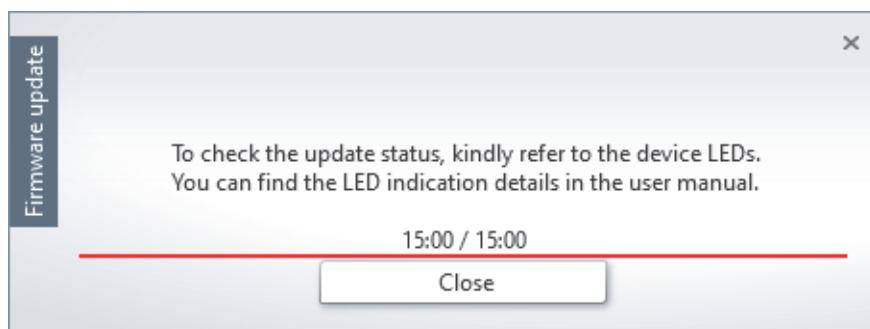 Firmware update
To check the update status, kindly refer to the device LEDs.
You can find the LED indication details in the user manual.
15:00 / 15:00
Close